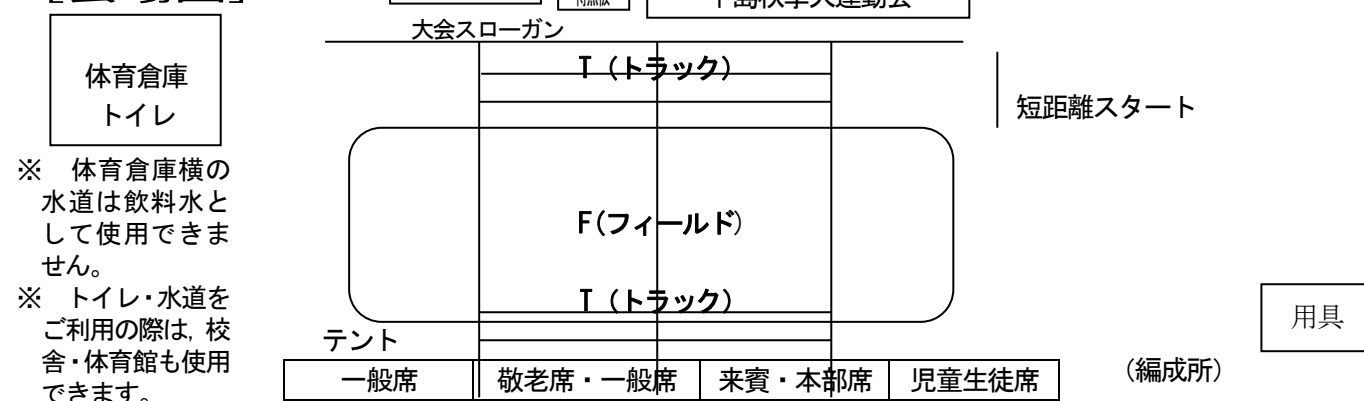 大会スローガン
T（トラック）
体育倉庫
トイレ
短距離スタート
※　体育倉庫横の
水道は飲料水と
して使用できま
せん。
F(フィールド)
※　トイレ・水道を
ご利用の際は, 校
舎・体育館も使用
できます。
T（トラック）
用具
テント
一般席
敬老席・一般席
来賓・本部席
児童生徒席
（編成所）